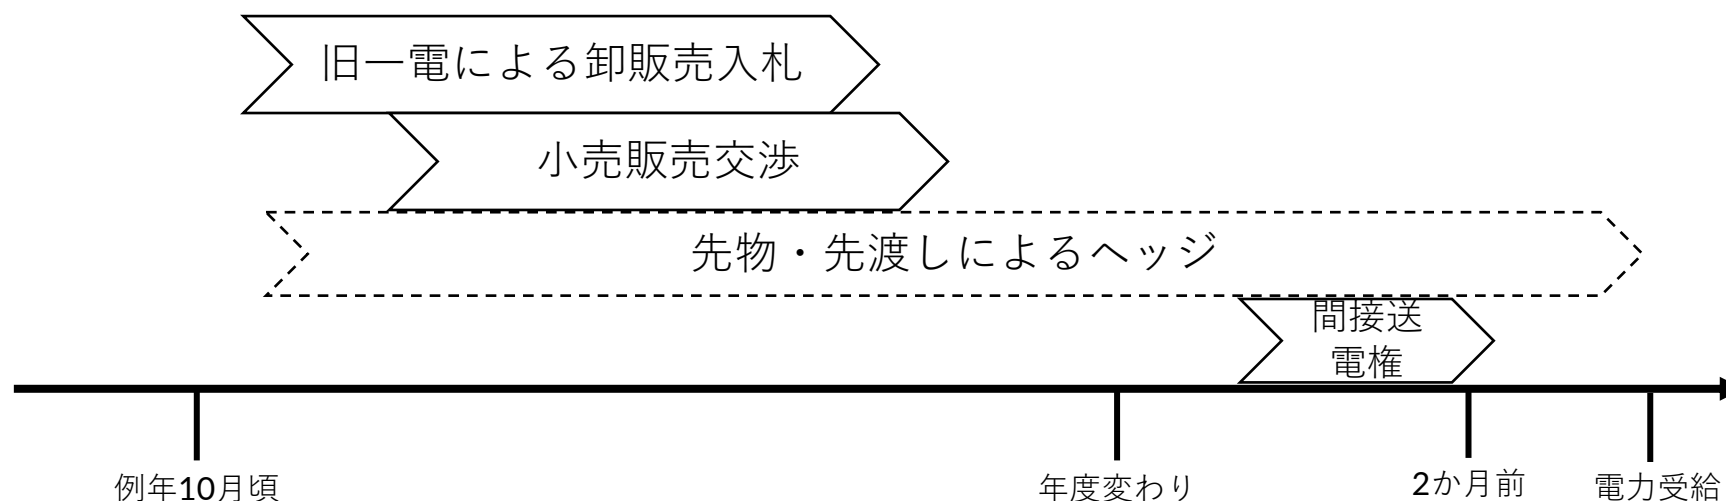 旧一電による卸販売入札
小売販売交渉
先物・先渡しによるヘッジ
間接送
電権
例年10月頃
年度変わり
2か月前
電力受給